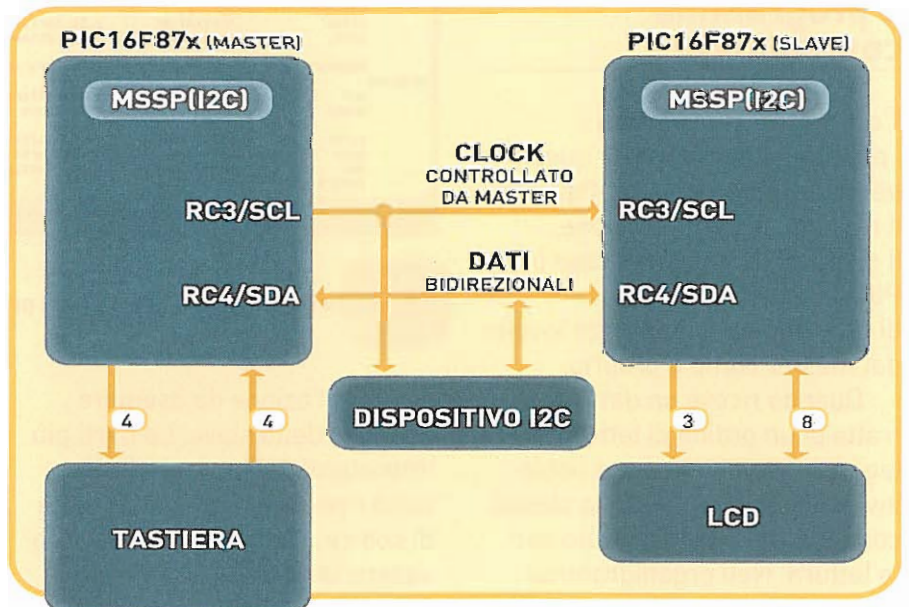 PIC16F87x (MASTER)
PIC16F87x (SLAVE)
MSSP(I2C)
MSSP(I2C)
CLOCK
CONTROLLATO
DA MASTER
RC3/SCL
RC3/SCL
DATI
BIDIREZIONALI
RC4/SDA
RC4/SDA
DISPOSITIVO I2C
4
4
3
8
TASTIERA
LCD